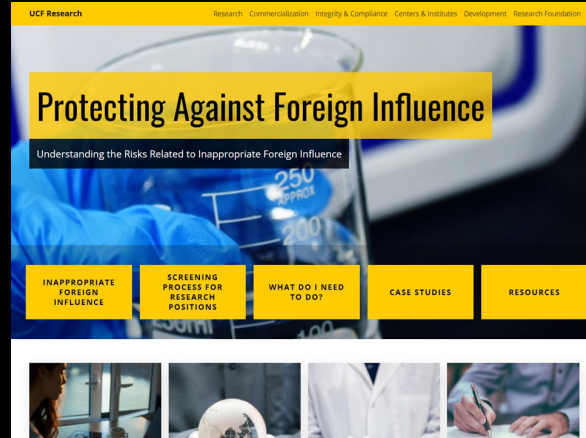 UCF Research
Research Commercialization Integrity & Compliance Centers & Institutes Development Research Foundation
Protecting Against Foreign Influence
Understanding the Risks Related to Inappropriate Foreign Influence
250
APPROX
200
INAPPROPRIATE
FOREIGN
INFLUENCE
SCREENING
PROCESS FOR
RESEARCH
POSITIONS
WHAT DO I NEED
TO DO?
CASE STUDIES
RESOURCES
250ml
400